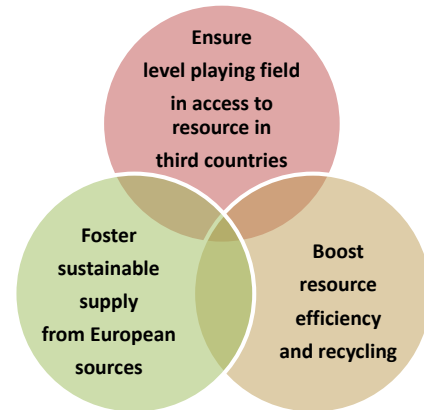 Ensure
level playing field
in access to
resource in
third countries
Foster
sustainable
supply
from European
sources
Boost
resource
efficiency
and recycling